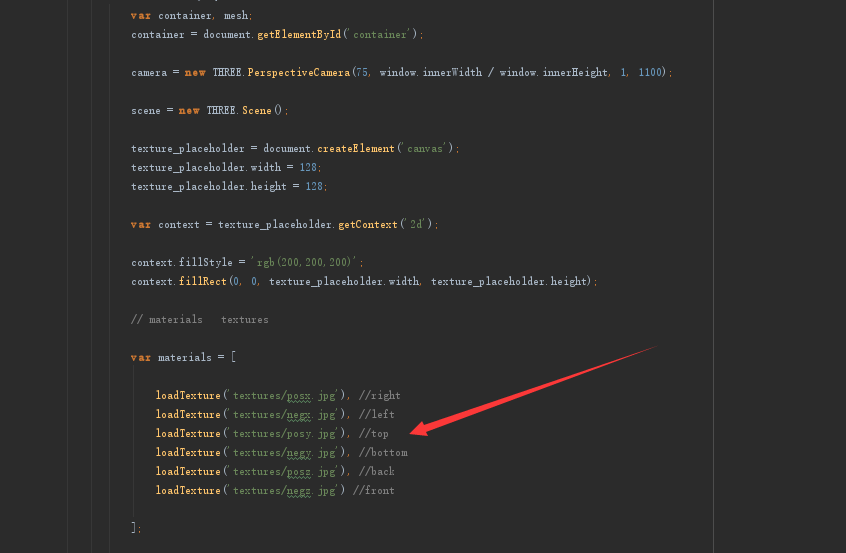 var container, mesh;
container = document.getElementById('container');
camera = new THREE.PerspectiveCamera(75, window.innerWidth / window.innerHeight, 1, 1100);
scene = new THREE.Scene();
texture_placeholder = document.createElement('canvas');
texture_placeholder.width = 128;
texture_placeholder.height = 128;
var context = texture_placeholder.getContext('2d');
context.fillStyle = 'rgb(200,200,200)';
context.fillRect(0, 0, texture_placeholder.width, texture_placeholder.height);
// materials   textures
var materials = [
loadTexture('textures/posx.jpg'), //right
loadTexture('textures/negx.jpg'), //left
loadTexture('textures/posy.jpg'), //top
loadTexture('textures/negy.jpg'), //bottom
loadTexture('textures/posz.jpg'), //back
loadTexture('textures/negz.jpg') //front
];